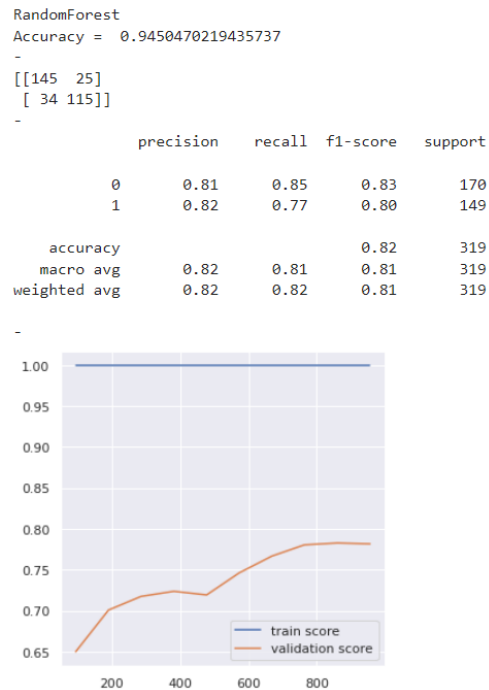 RandomForest
Accuracy =  0.9450470219435737
-
[[145  25]
 [ 34 115]]
-
              precision    recall  f1-score   support

           0       0.81      0.85      0.83       170
           1       0.82      0.77      0.80       149

    accuracy                           0.82       319
   macro avg       0.82      0.81      0.81       319
weighted avg       0.82      0.82      0.81       319

-
1.00
0.95
0.90
0.85
0.80
0.75
0.70
0.65
train score
validation score
200 400 600 800